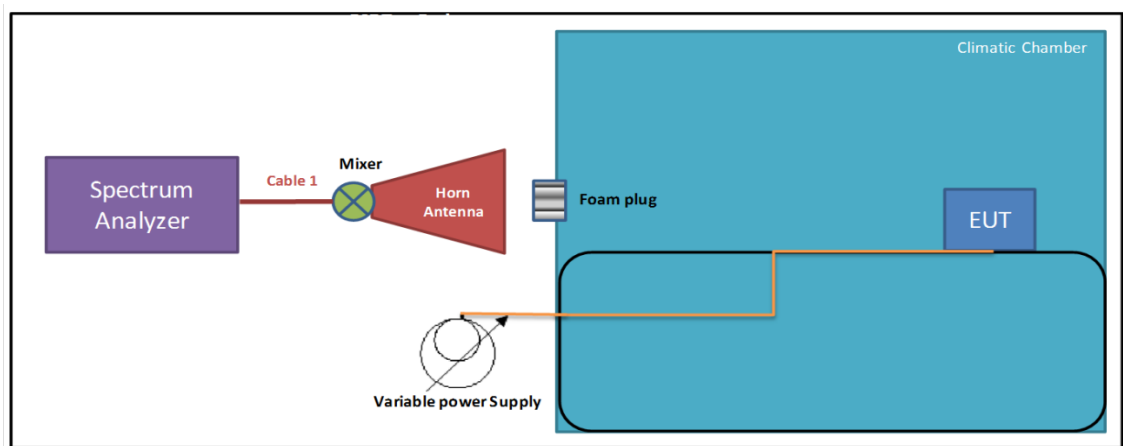 Climatic Chamber
Spectrum
Analyzer
Cable 1
Mixer
Horn
Antenna
Foam plug
EUT
Variable power Supply